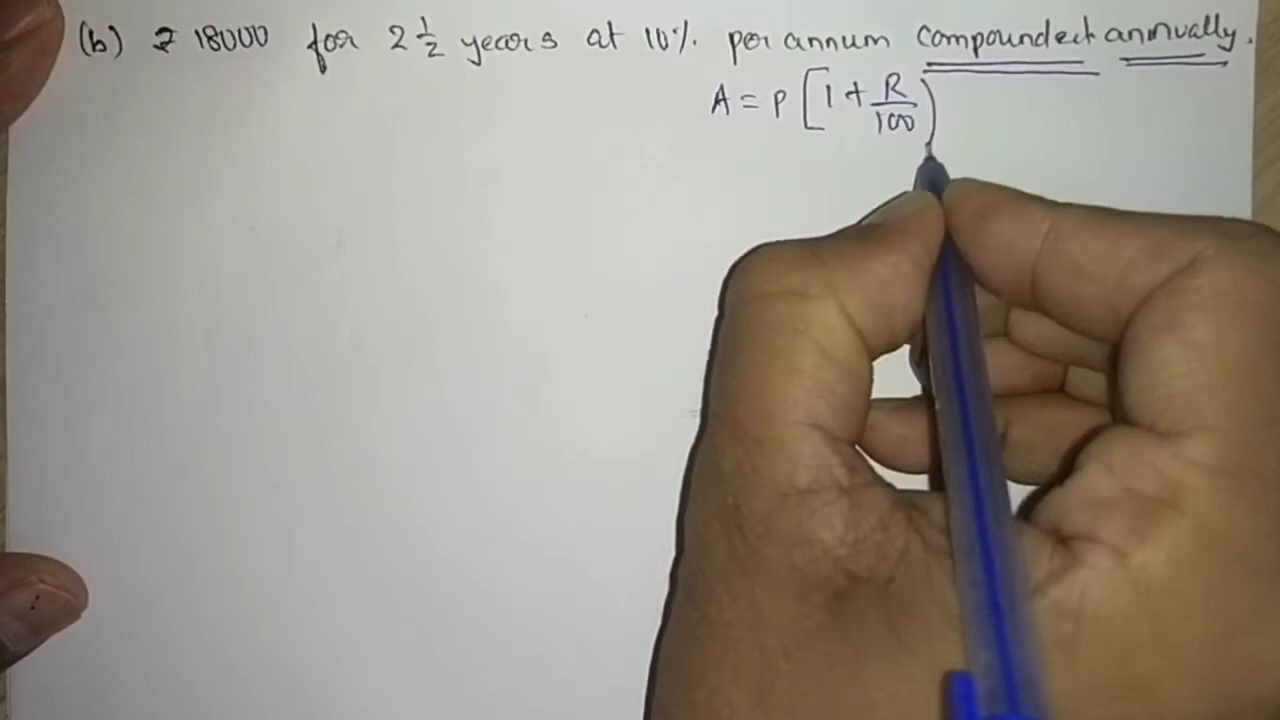 (b) ₹ 18000 for 2 1/2 years at 10% per annum compounded annually.
A = P [1 + R/100)